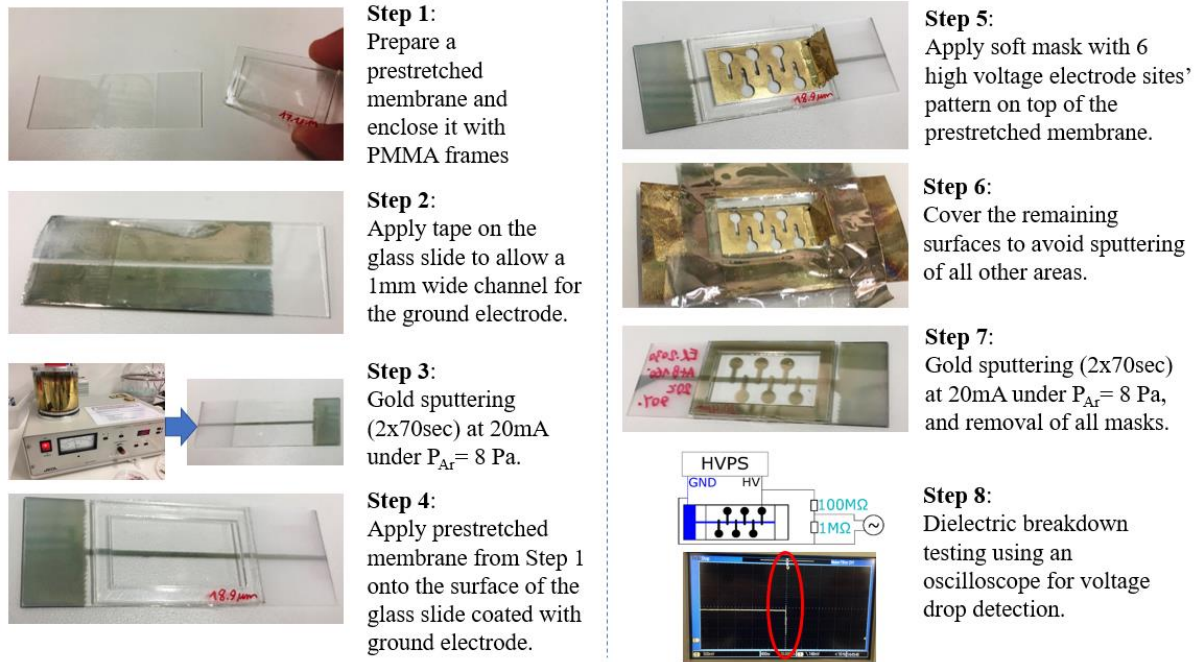 Step 1:
Prepare a
prestretched
membrane and
enclose it with
PMMA frames
Step 2:
Apply tape on the
glass slide to allow a
1mm wide channel for
the ground electrode.
Step 3:
Gold sputtering
(2x70sec) at 20mA
under PAr= 8 Pa.
Step 4:
Apply prestretched
membrane from Step 1
onto the surface of the
glass slide coated with
ground electrode.
18.9µm
Step 5:
Apply soft mask with 6
high voltage electrode sites’
pattern on top of the
prestretched membrane.
18.9µm
Step 6:
Cover the remaining
surfaces to avoid sputtering
of all other areas.
Step 7:
Gold sputtering (2x70sec)
at 20mA under PAr= 8 Pa,
and removal of all masks.
HVPS
GND
HV
100MΩ
1MΩ
Step 8:
Dielectric breakdown
testing using an
oscilloscope for voltage
drop detection.